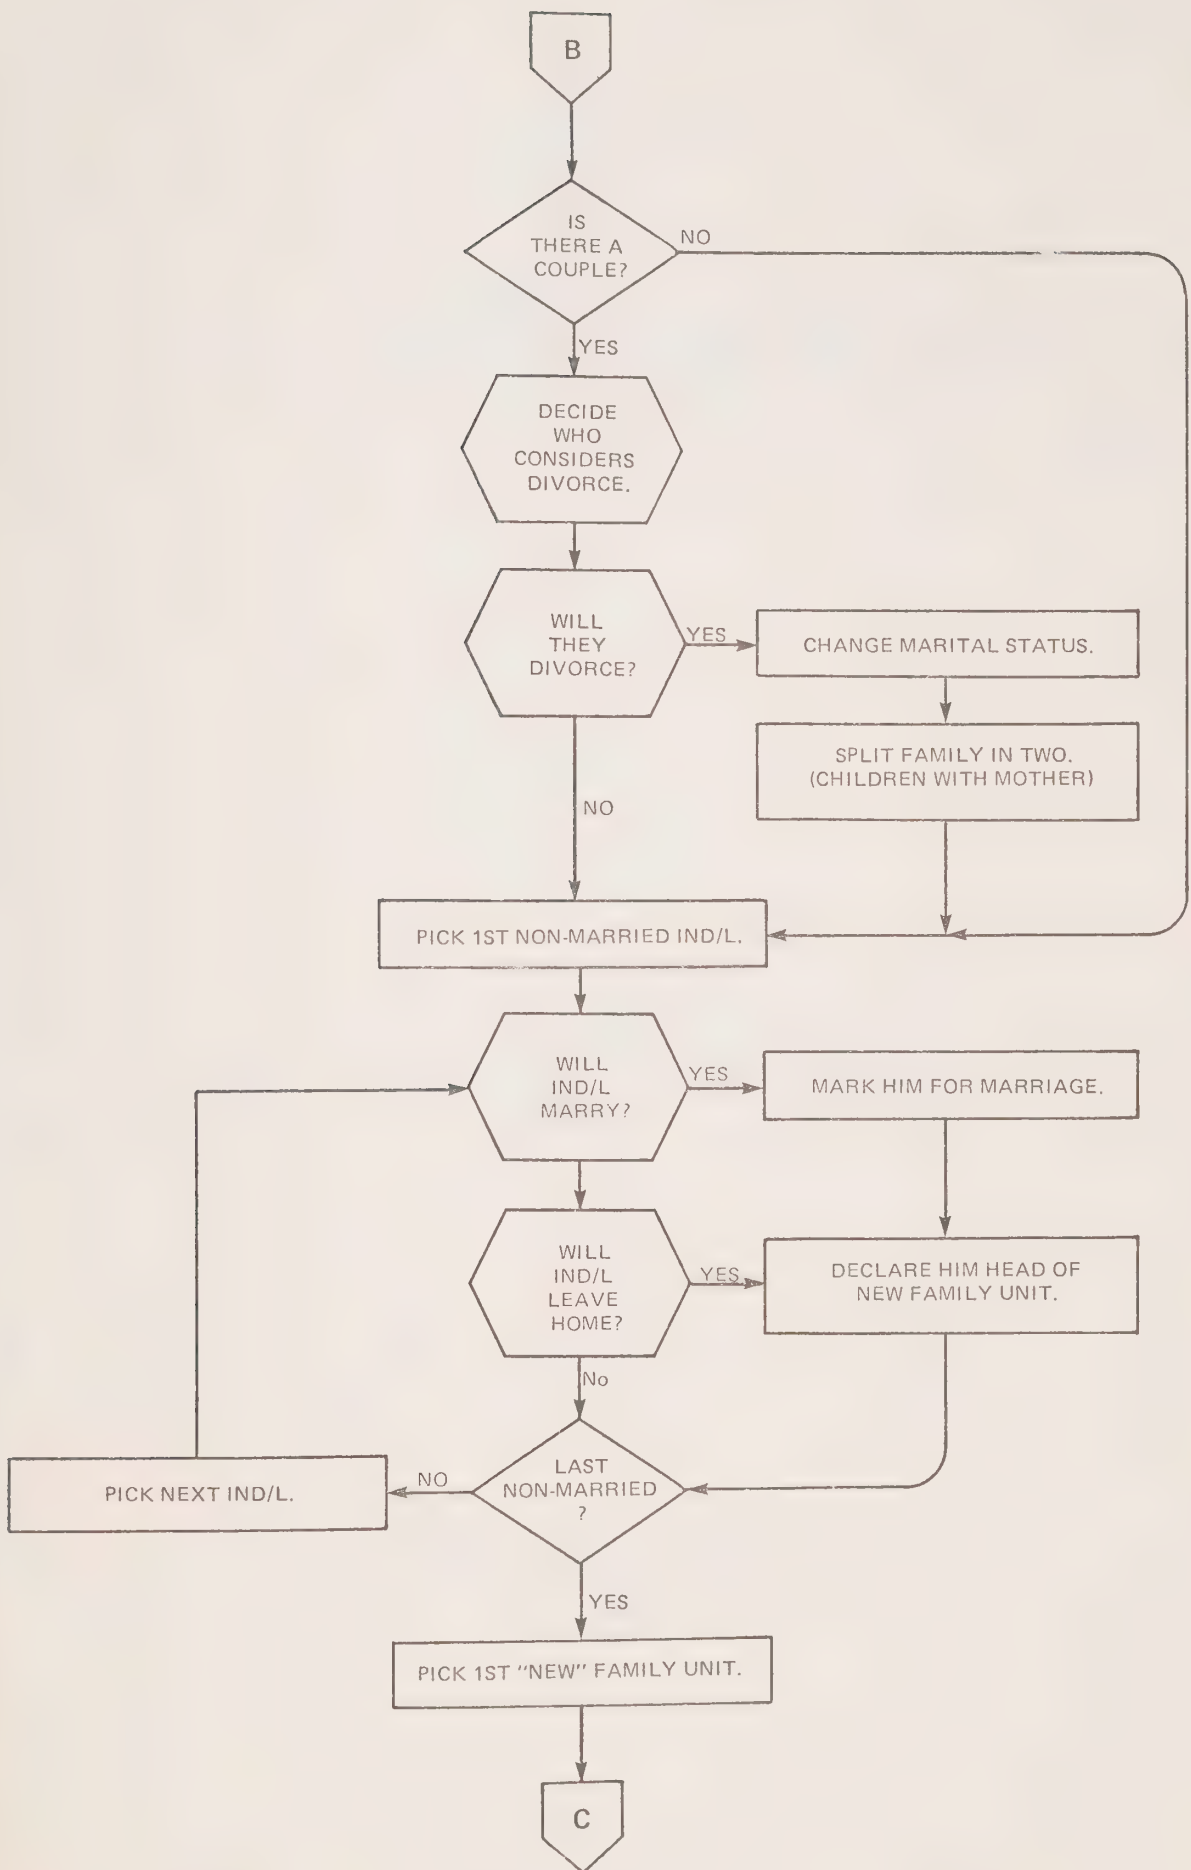 B
IS
THERE A
COUPLE?
NO
YES
DECIDE
WHO
CONSIDERS
DIVORCE.
WILL
THEY
DIVORCE?
YES
CHANGE MARITAL STATUS.
SPLIT FAMILY IN TWO.
(CHILDREN WITH MOTHER)
NO
PICK 1ST NON-MARRIED IND/L.
WILL
IND/L
MARRY?
YES
MARK HIM FOR MARRIAGE.
WILL
IND/L
LEAVE
HOME?
YES
DECLARE HIM HEAD OF
NEW FAMILY UNIT.
No
LAST
NON-MARRIED
?
NO
PICK NEXT IND/L.
YES
PICK 1ST "NEW" FAMILY UNIT.
C